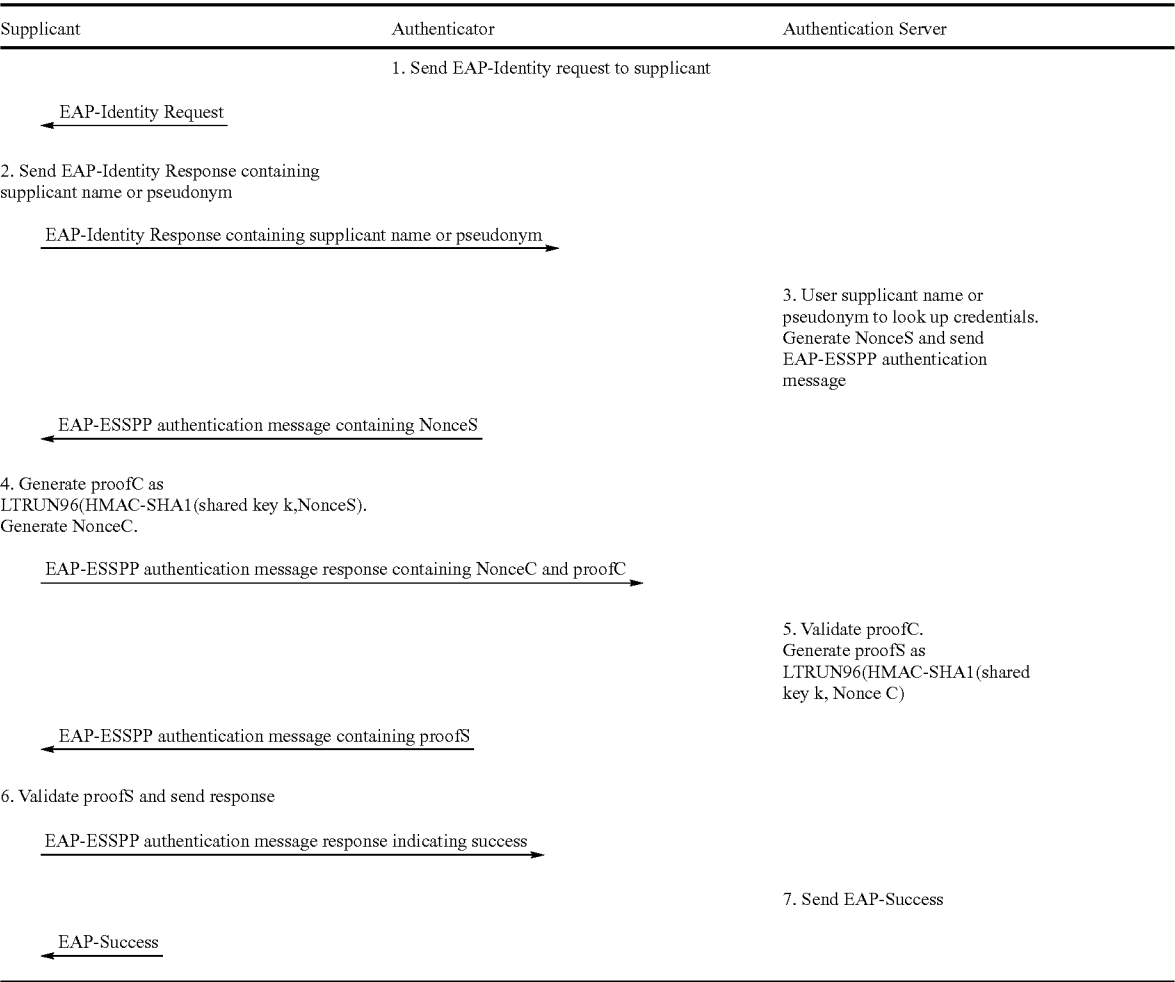 Supplicant Authenticator Authentication Server
1. Send EAP-Identity request to supplicant
EAP-Identity Request
2. Send EAP-Identity Response containing
supplicant name or pseudonym
EAP-Identity Response containing supplicant name or pseudonym
3. User supplicant name or
pseudonym to look up credentials.
Generate NonceS and send
EAP-ESSPP authentication
message
EAP-ESSPP authentication message containing NonceS
4. Generate proofC as
LTRUN96(HMAC-SHA1(shared key k,NonceS).
Generate NonceC.
EAP-ESSPP authentication message response containing NonceC and proofC
5. Validate proofC.
Generate proofS as
LTRUN96(HMAC-SHA1(shared
key k, Nonce C)
EAP-ESSPP authentication message containing proofS
6. Validate proofS and send response
EAP-ESSPP authentication message response indicating success
7. Send EAP-Success
EAP-Success